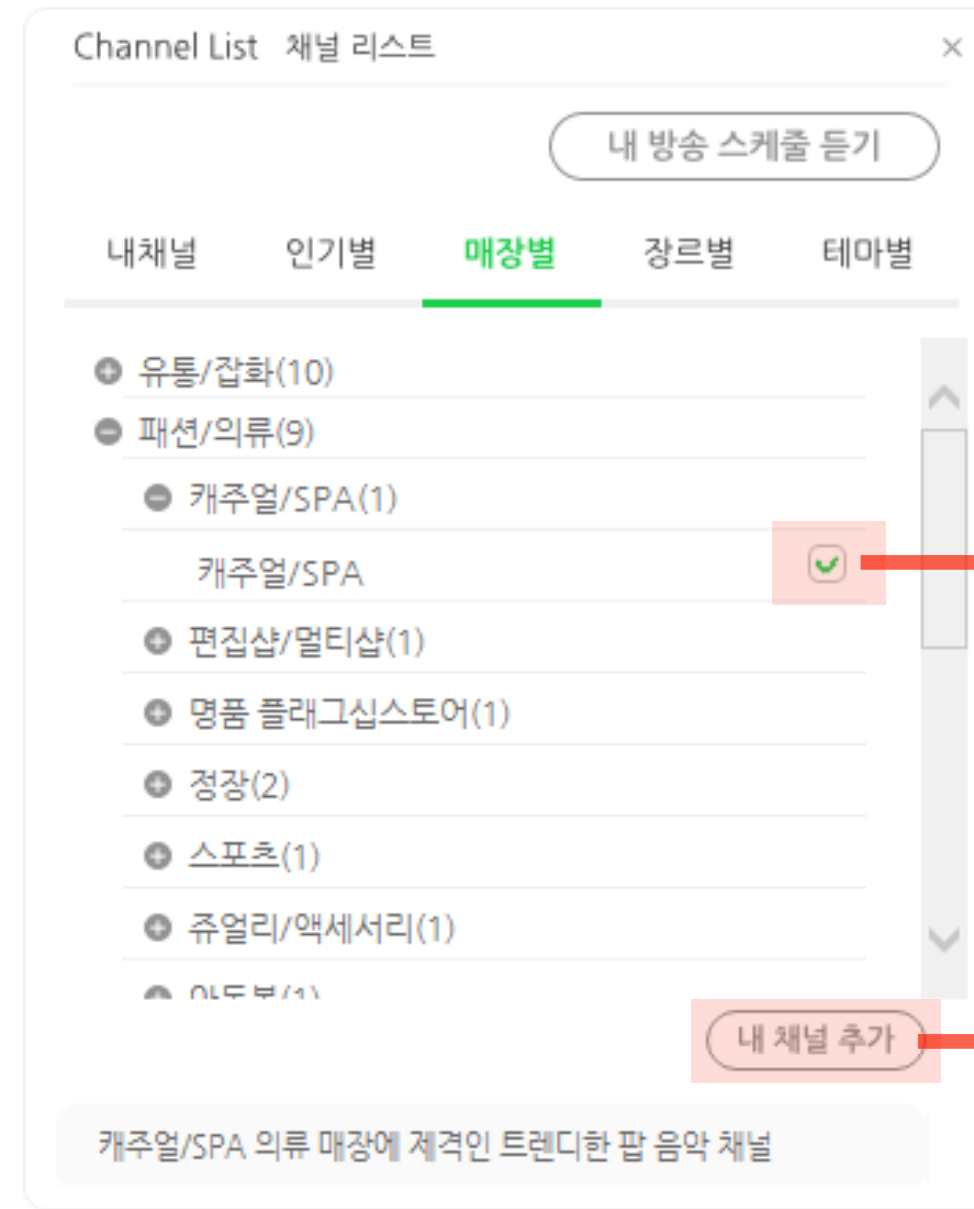 Channel List 채널 리스트
내 방송 스케줄 듣기
내채널 인기별 매장별 장르별 테마별
유통/잡화(10)
패션/의류(9)
캐주얼/SPA(1)
캐주얼/SPA
편집샵/멀티샵(1)
명품 플래그십스토어(1)
정장(2)
스포츠(1)
쥬얼리/액세서리(1)
내 채널 추가
캐주얼/SPA 의류 매장에 제격인 트렌디한 팝 음악 채널